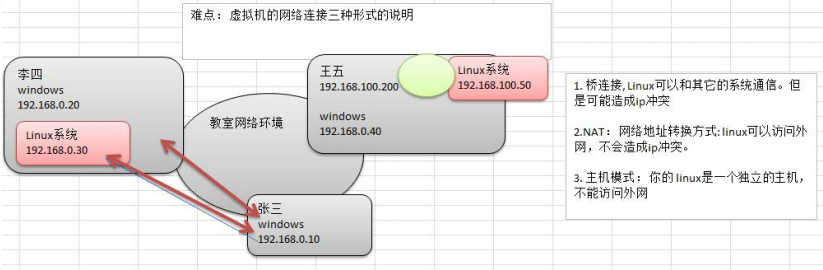 难点：虚拟机的网络连接三种形式的说明
李四
windows
192.168.0.20
Linux系统
192.168.0.30
教室网络环境
王五
192.168.100.200
windows
192.168.0.40
Linux系统
192.168.100.50
张三
windows
192.168.0.10
1. 桥连接, Linux可以和其它的系统通信。但
是可能造成ip冲突
2.NAT：网络地址转换方式: linux可以访问外
网，不会造成ip冲突。
3. 主机模式：你的 linux是一个独立的主机，
不能访问外网